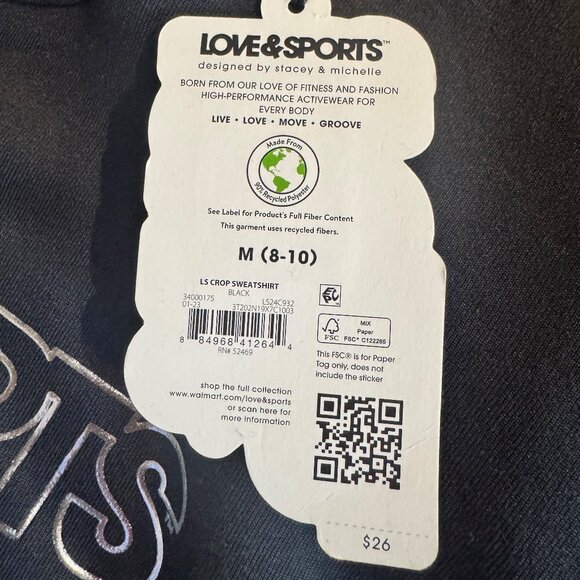 LOVE&SPORTS™
designed by stacey & michelle
BORN FROM OUR LOVE OF FITNESS AND FASHION
HIGH-PERFORMANCE ACTIVEWEAR FOR
EVERY BODY
LIVE • LOVE • MOVE • GROOVE
Made From
90% Recycled Polyester
See Label for Product's Full Fiber Content
This garment uses recycled fibers.
M (8-10)
LS CROP SWEATSHIRT
BLACK
34000175 LS24C932
01-23 3T202N19X7C1003
8 84968 41264 4
RN# 52469
FSC
MIX
Paper
FSC® C122265
This FSC® is for Paper
Tag only, does not
include the sticker
shop the full collection
www.walmart.com/love&sports
or scan here for
more information
$26